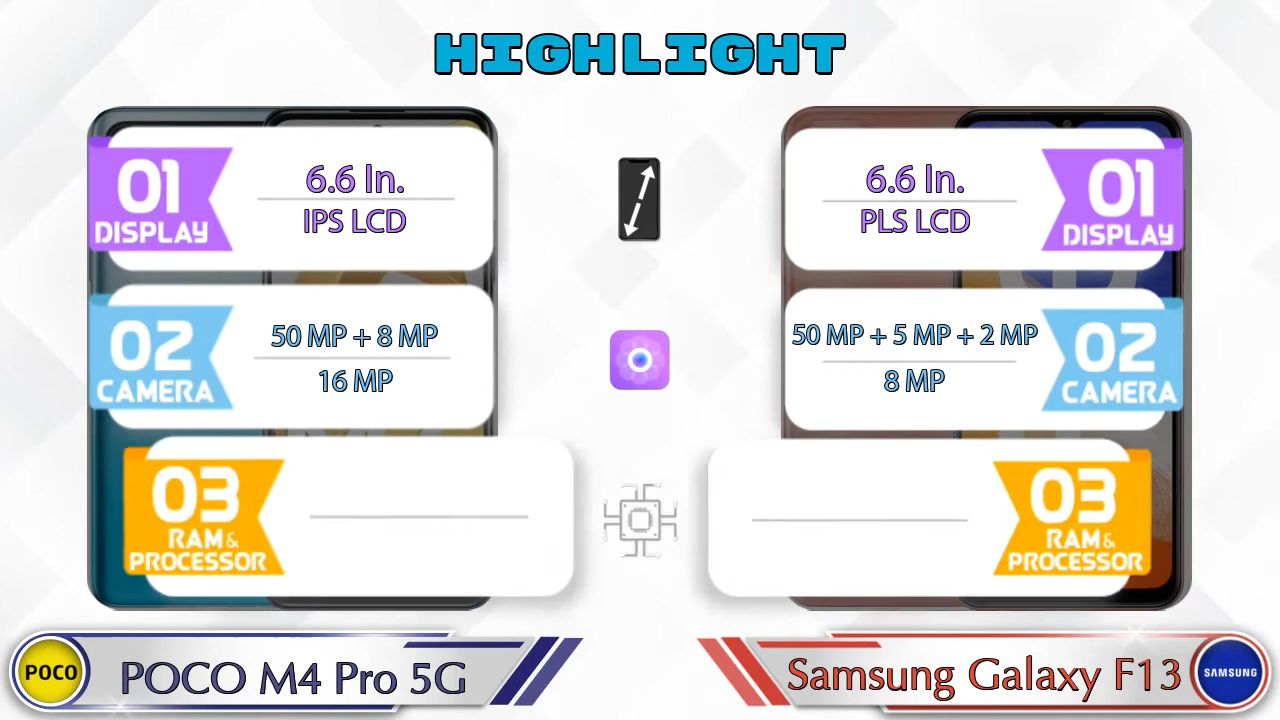 HIGHLIGHT
01
DISPLAY
6.6 In.
IPS LCD
6.6 In.
PLS LCD
01
DISPLAY
02
CAMERA
50 MP + 8 MP
16 MP
50 MP + 5 MP + 2 MP
8 MP
02
CAMERA
03
RAM &
PROCESSOR
03
RAM &
PROCESSOR
POCO
POCO M4 Pro 5G
Samsung Galaxy F13
SAMSUNG